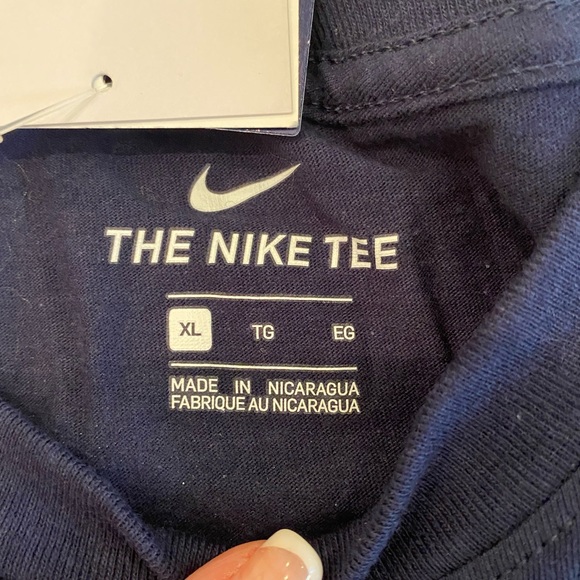 THE NIKE TEE
XL TG EG
MADE IN NICARAGUA
FABRIQUE AU NICARAGUA